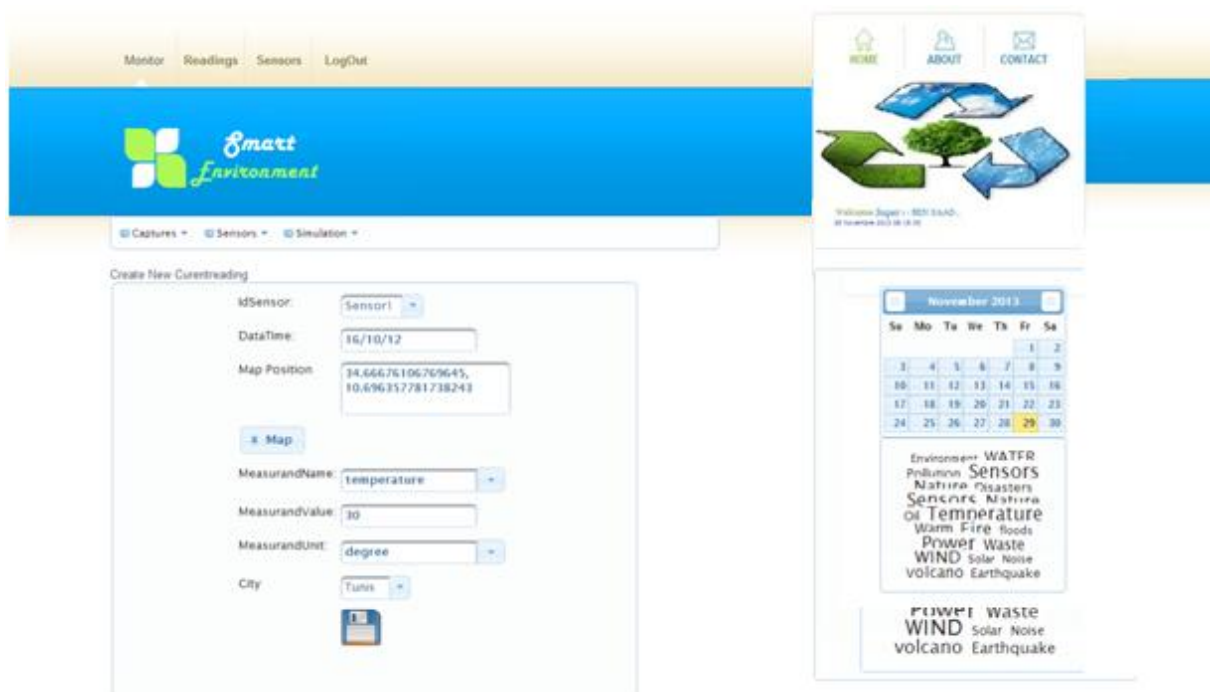 Monitor Readings Sensors LogOut
HOME ABOUT CONTACT
Smart
Environment
Captures Sensors Simulation
Create New Curentreading
IdSensor: Sensor1
DataTime: 16/10/12
Map Position 34.66676106769645,
10.696357781738243
Map
MeasurandName: temperature
MeasurandValue: 30
MeasurandUnit: degree
City Tunis
November 2013
Su Mo Tu We Th Fr Sa
1 2
3 4 5 6 7 8 9
10 11 12 13 14 15 16
17 18 19 20 21 22 23
24 25 26 27 28 29 30
Environment WATER
Pollution Sensors
Nature Disasters
Sensors Nature
Oil Temperature
Warm Fire floods
Power Waste
WIND Solar Noise
volcano Earthquake
Power Waste
WIND Solar Noise
volcano Earthquake